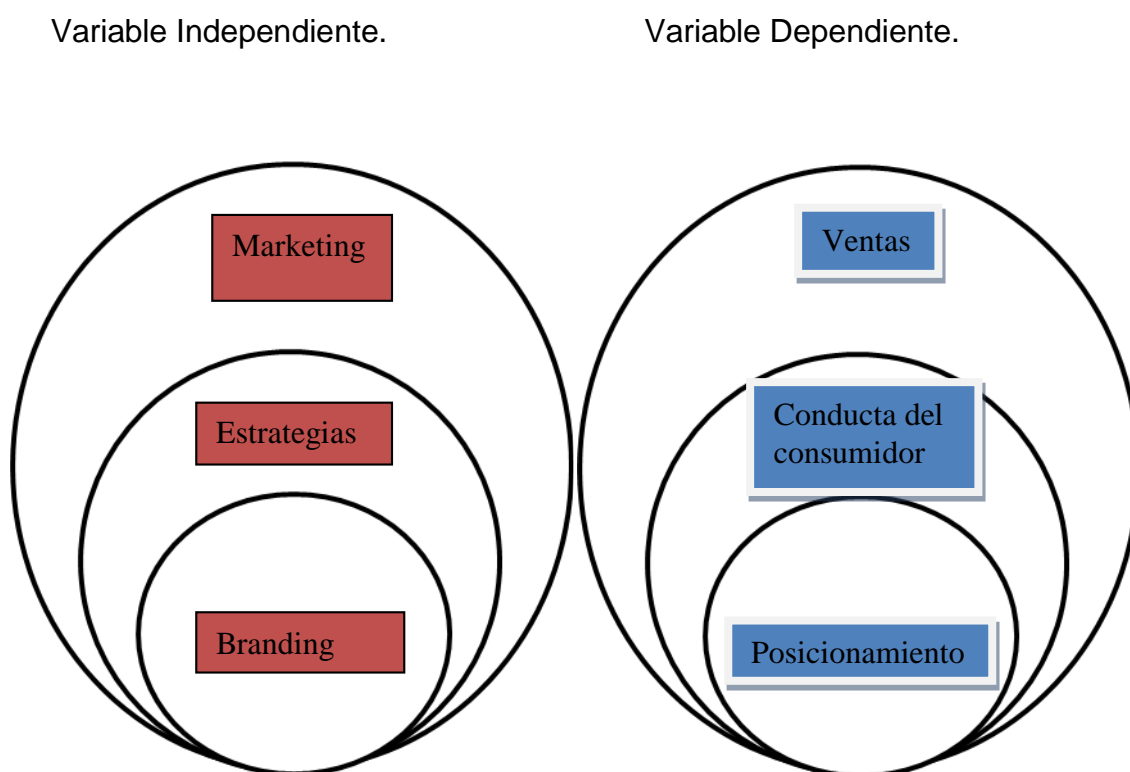 Variable Independiente.
Variable Dependiente.
Marketing
Ventas
Estrategias
Conducta del
consumidor
Branding
Posicionamiento